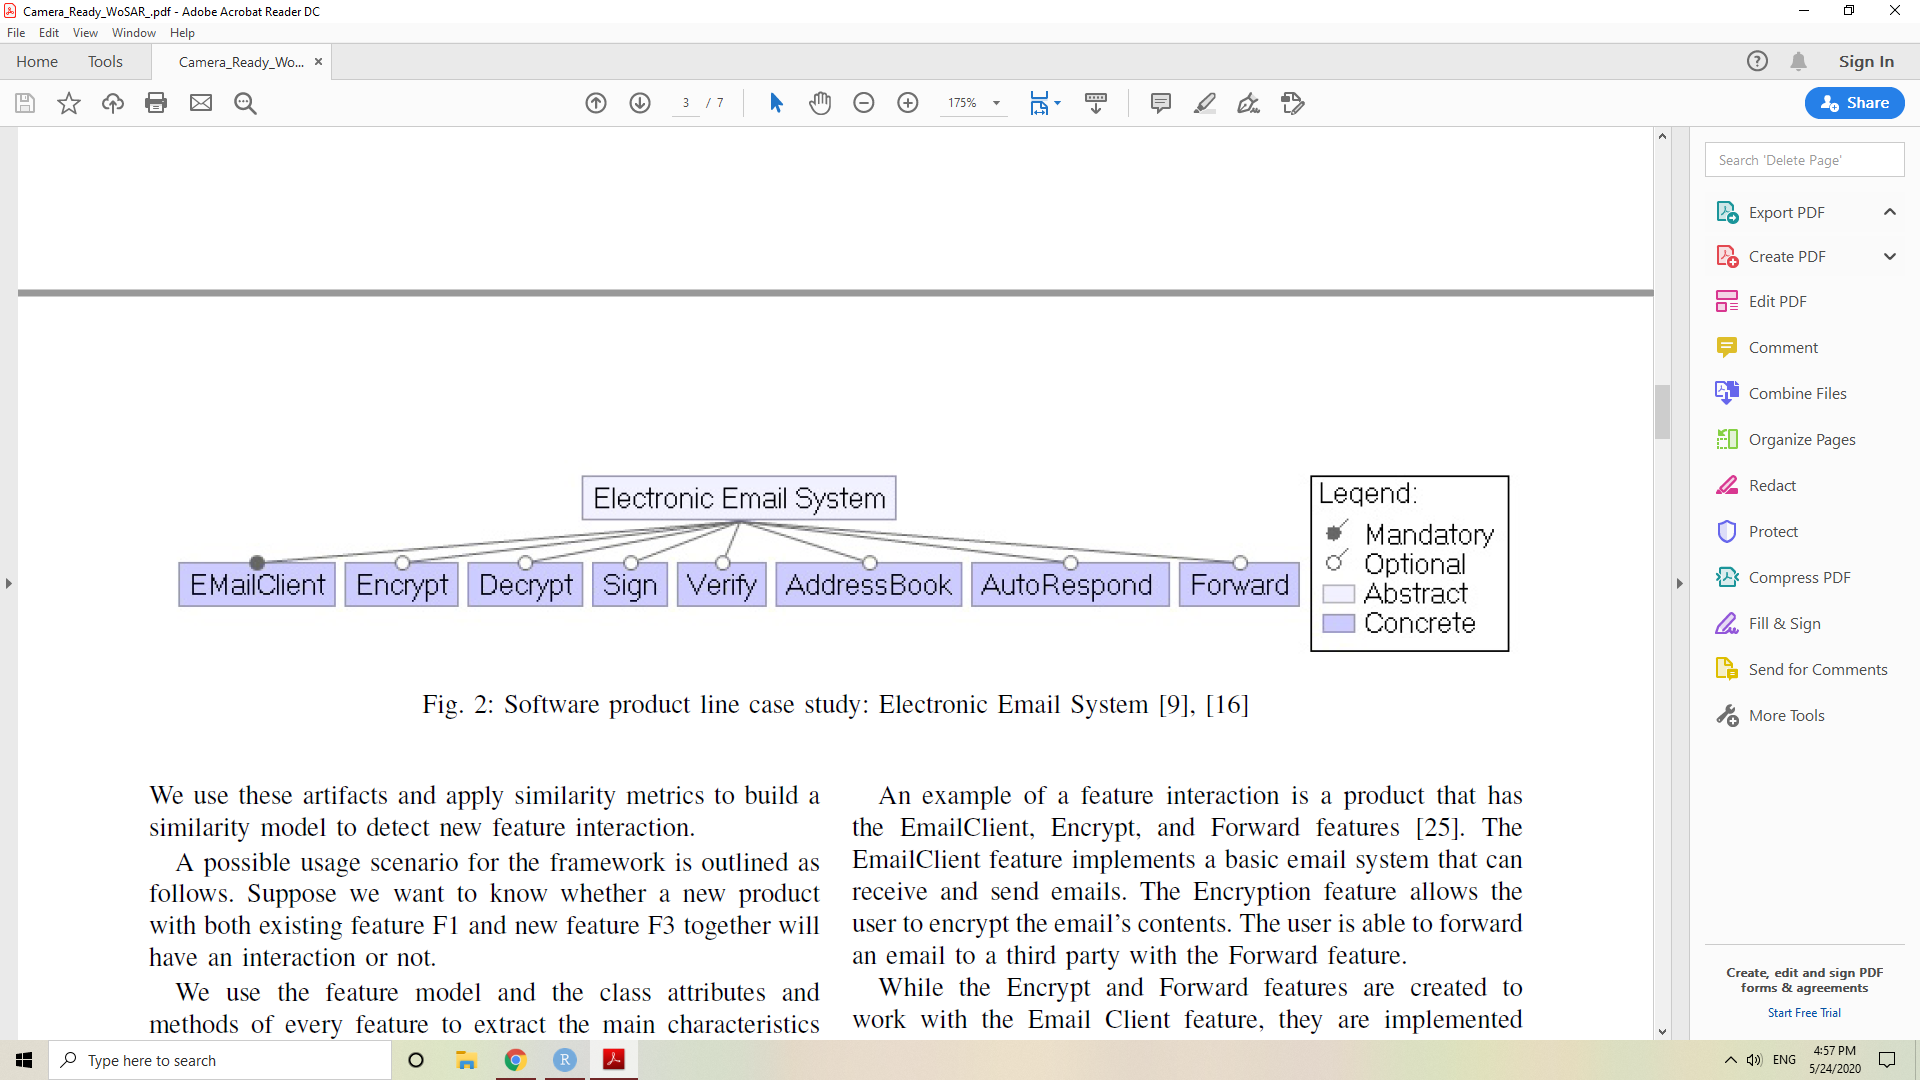 Camera_Ready_WoSAR_.pdf - Adobe Acrobat Reader DC
File Edit View Window Help
Home Tools Camera_Ready_Wo... × Sign In
3 / 7 175% Share
Search 'Delete Page'
Export PDF
Create PDF
Edit PDF
Comment
Combine Files
Organize Pages
Redact
Protect
Compress PDF
Fill & Sign
Send for Comments
More Tools
Create, edit and sign PDF
forms & agreements
Start Free Trial
Electronic Email System
EMailClient Encrypt Decrypt Sign Verify AddressBook AutoRespond Forward
Legend:
Mandatory
Optional
Abstract
Concrete
Fig. 2: Software product line case study: Electronic Email System [9], [16]
We use these artifacts and apply similarity metrics to build a
similarity model to detect new feature interaction.
A possible usage scenario for the framework is outlined as
follows. Suppose we want to know whether a new product
with both existing feature F1 and new feature F3 together will
have an interaction or not.
We use the feature model and the class attributes and
methods of every feature to extract the main characteristics
An example of a feature interaction is a product that has
the EmailClient, Encrypt, and Forward features [25]. The
EmailClient feature implements a basic email system that can
receive and send emails. The Encryption feature allows the
user to encrypt the email's contents. The user is able to forward
an email to a third party with the Forward feature.
While the Encrypt and Forward features are created to
work with the Email Client feature, they are implemented
Type here to search
R
ENG
4:57 PM
5/24/2020